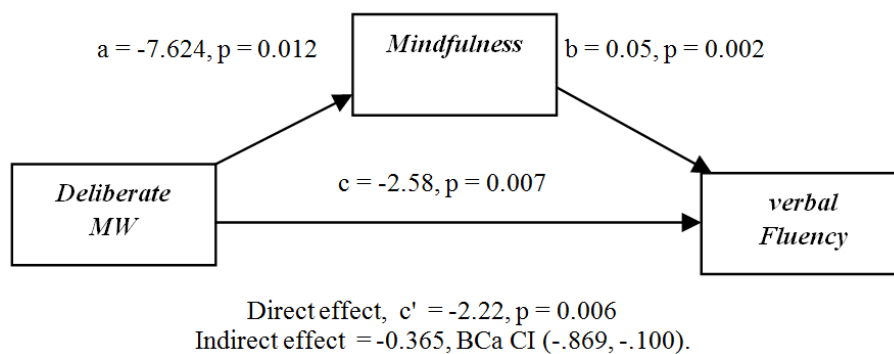 a = -7.624, p = 0.012
Mindfulness
b = 0.05, p = 0.002
Deliberate
MW
c = -2.58, p = 0.007
verbal
Fluency
Direct effect, c' = -2.22, p = 0.006
Indirect effect = -0.365, BCa CI (-.869, -.100).